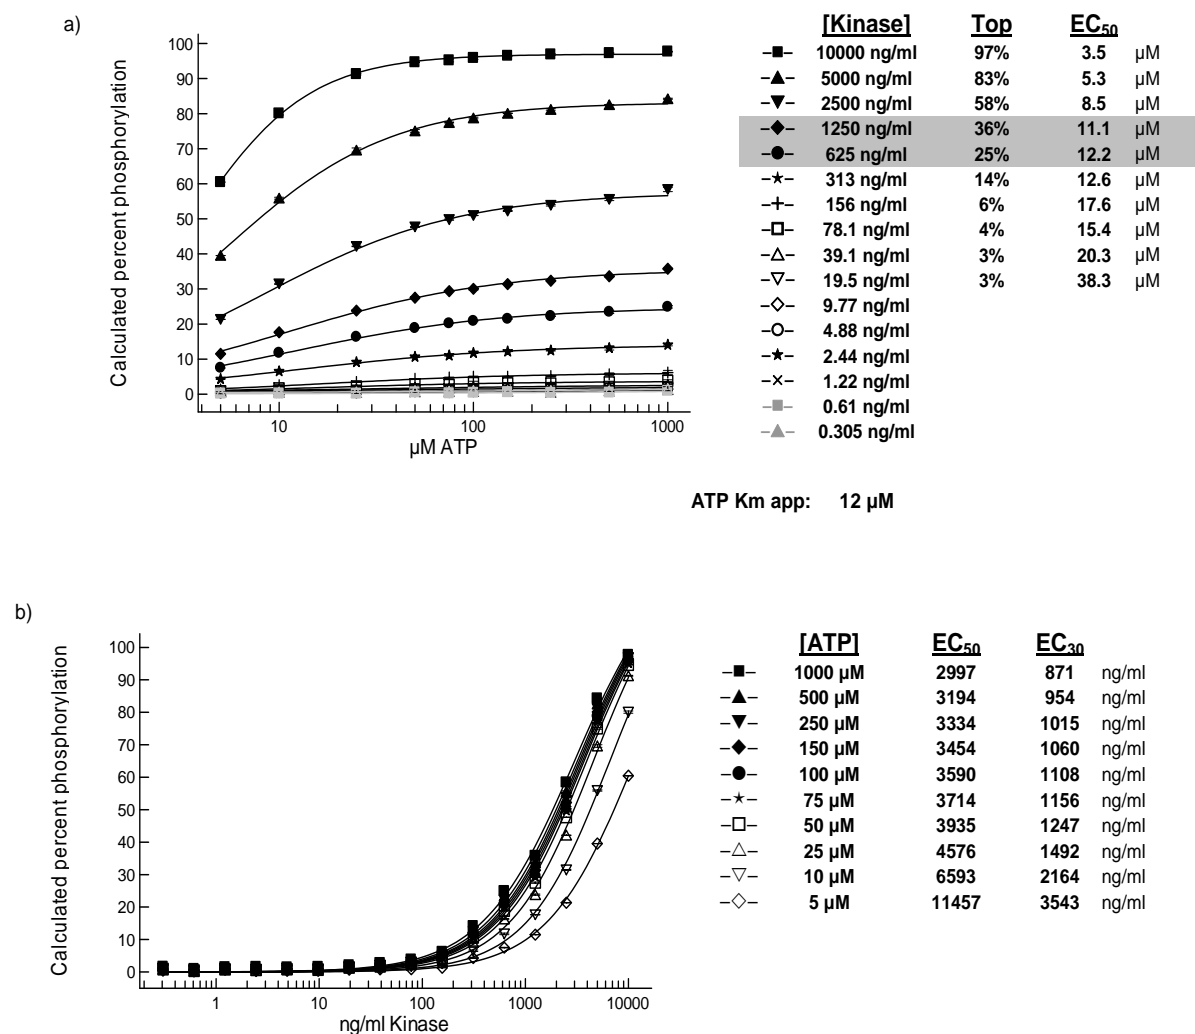 a)
[Kinase] Top EC50
10000 ng/ml 97% 3.5 µM
5000 ng/ml 83% 5.3 µM
2500 ng/ml 58% 8.5 µM
1250 ng/ml 36% 11.1 µM
625 ng/ml 25% 12.2 µM
313 ng/ml 14% 12.6 µM
156 ng/ml 6% 17.6 µM
78.1 ng/ml 4% 15.4 µM
39.1 ng/ml 3% 20.3 µM
19.5 ng/ml 3% 38.3 µM
9.77 ng/ml
4.88 ng/ml
2.44 ng/ml
1.22 ng/ml
0.61 ng/ml
0.305 ng/ml
Calculated percent phosphorylation
100
90
80
70
60
50
40
30
20
10
0
10 100 1000
µM ATP
ATP Km app: 12 µM
b)
[ATP] EC50 EC30
1000 µM 2997 871 ng/ml
500 µM 3194 954 ng/ml
250 µM 3334 1015 ng/ml
150 µM 3454 1060 ng/ml
100 µM 3590 1108 ng/ml
75 µM 3714 1156 ng/ml
50 µM 3935 1247 ng/ml
25 µM 4576 1492 ng/ml
10 µM 6593 2164 ng/ml
5 µM 11457 3543 ng/ml
Calculated percent phosphorylation
100
90
80
70
60
50
40
30
20
10
0
1 10 100 1000 10000
ng/ml Kinase